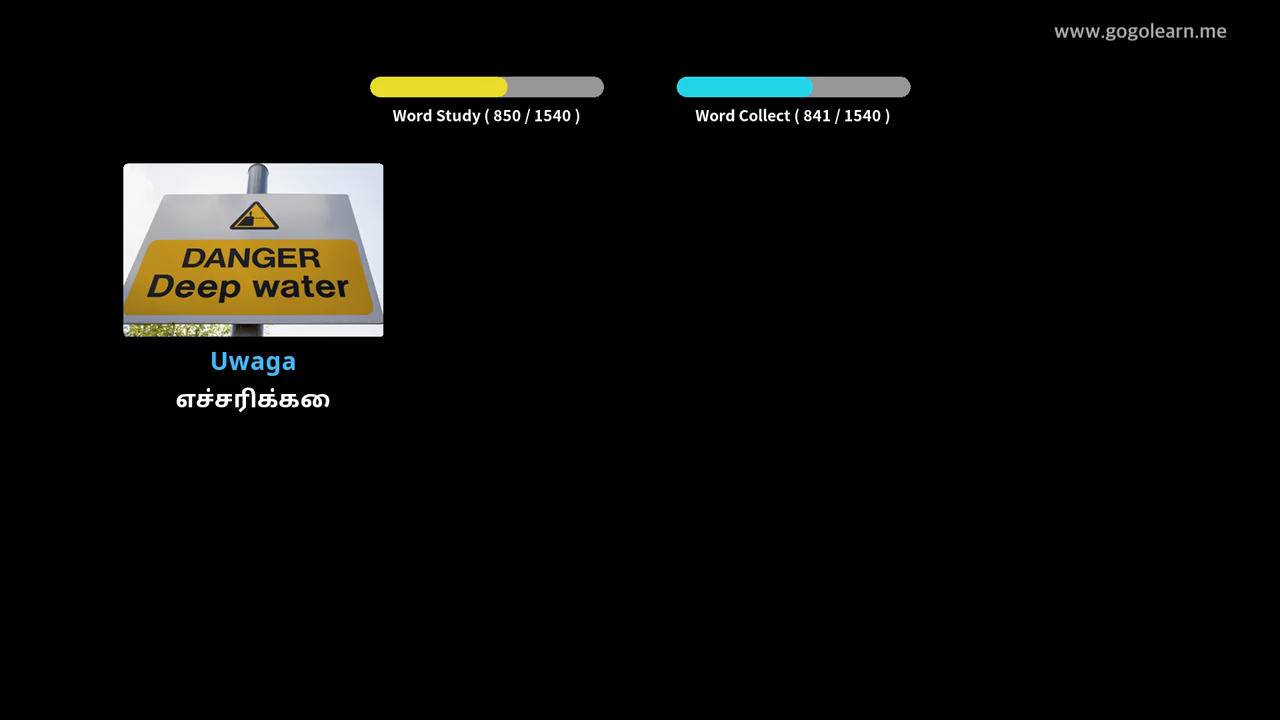 www.gogolearn.me
Word Study ( 850 / 1540 )
Word Collect ( 841 / 1540 )
DANGER
Deep water
Uwaga
எச்சரிக்கை